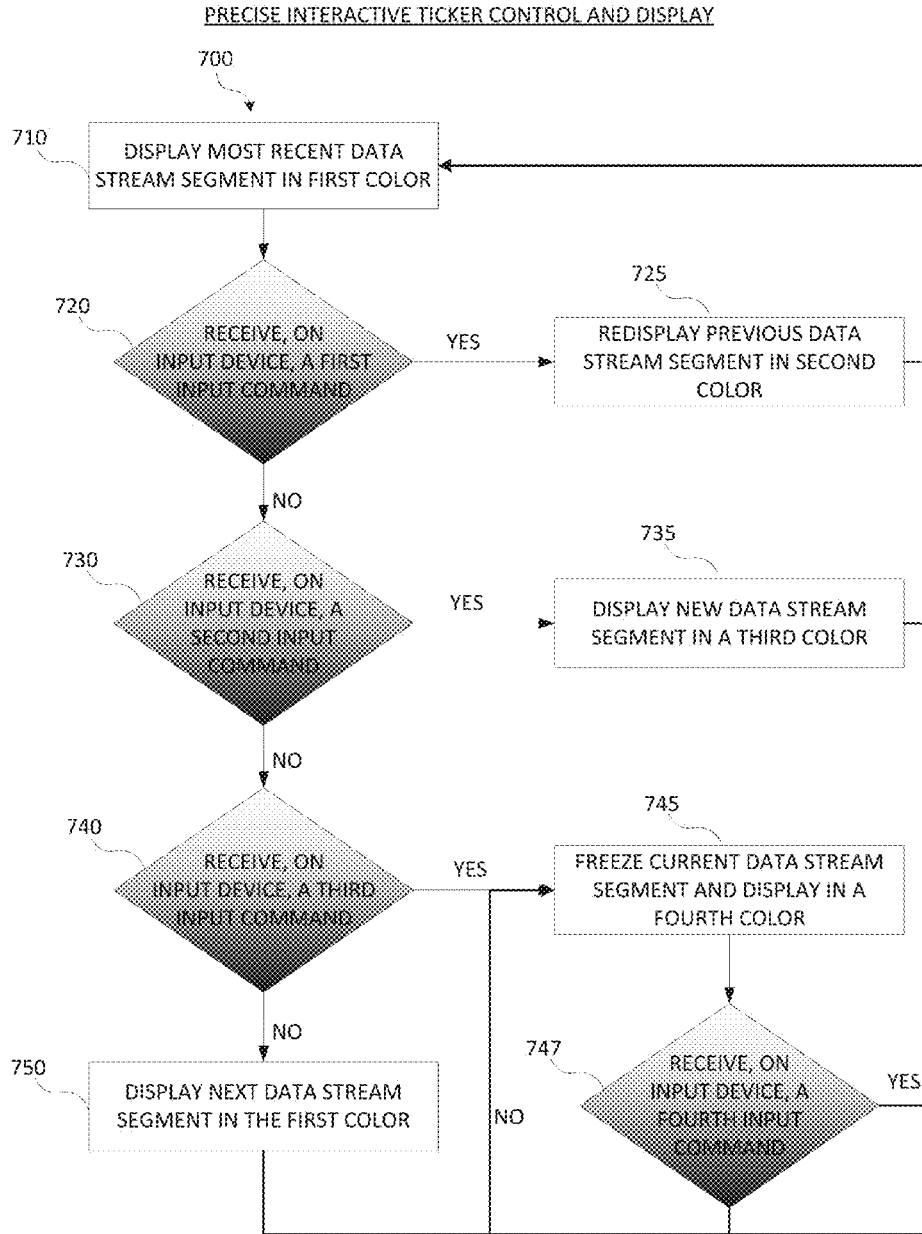 PRECISE INTERACTIVE TICKER CONTROL AND DISPLAY
700
710
DISPLAY MOST RECENT DATA
STREAM SEGMENT IN FIRST COLOR
720
RECEIVE, ON
INPUT DEVICE, A FIRST
INPUT COMMAND
YES
725
REDISPLAY PREVIOUS DATA
STREAM SEGMENT IN SECOND
COLOR
NO
730
RECEIVE, ON
INPUT DEVICE, A
SECOND INPUT
COMMAND
YES
735
DISPLAY NEW DATA STREAM
SEGMENT IN A THIRD COLOR
NO
740
RECEIVE, ON
INPUT DEVICE, A THIRD
INPUT COMMAND
YES
745
FREEZE CURRENT DATA STREAM
SEGMENT AND DISPLAY IN A
FOURTH COLOR
NO
750
DISPLAY NEXT DATA STREAM
SEGMENT IN THE FIRST COLOR
747
RECEIVE, ON
INPUT DEVICE, A
FOURTH INPUT
COMMAND
YES
NO